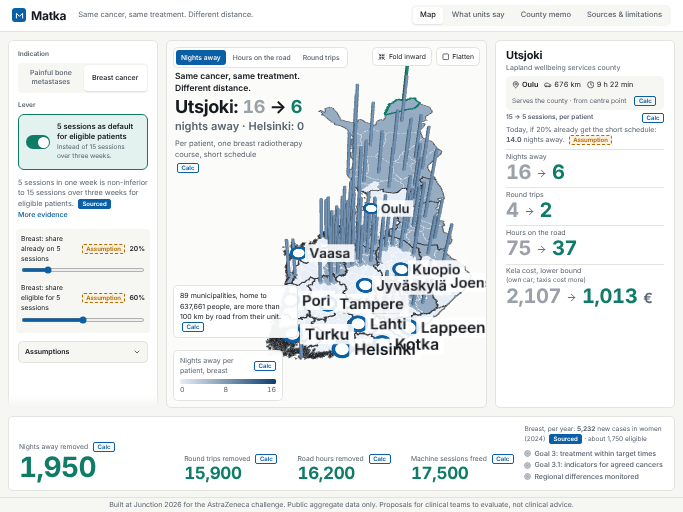 Matka
Same cancer, same treatment. Different distance.
Map
What units say
County memo
Sources & limitations
Indication
Painful bone
metastases
Breast cancer
Lever
5 sessions as default
for eligible patients
Instead of 15 sessions
over three weeks.
5 sessions in one week is non-inferior
to 15 sessions over three weeks for
eligible patients. Sourced
More evidence
Breast: share
already on 5
sessions
Assumption 20%
Breast: share
eligible for 5
sessions
Assumption 60%
Assumptions
Nights away
Hours on the road
Round trips
Fold inward
Flatten
Same cancer, same treatment.
Different distance.
Utsjoki: 16 → 6
nights away · Helsinki: 0
Per patient, one breast radiotherapy
course, short schedule
Calc
Oulu
Vaasa
Kuopio
Jyväskylä
Joens
Pori
Tampere
Lahti
Lappeen
Turku
Kotka
Helsinki
89 municipalities, home to
637,661 people, are more than
100 km by road from their unit.
Calc
Nights away per
patient, breast
Calc
0 8 16
Utsjoki
Lapland wellbeing services county
Oulu 676 km 9 h 22 min
Serves the county · from centre point Calc
15 → 5 sessions, per patient Calc
Today, if 20% already get the short schedule:
14.0 nights away. Assumption
Nights away
16 → 6
Round trips
4 → 2
Hours on the road
75 → 37
Kela cost, lower bound
(own car; taxis cost more)
2,107 → 1,013 €
Nights away removed Calc
1,950
Round trips removed Calc
15,900
Road hours removed Calc
16,200
Machine sessions freed Calc
17,500
Breast, per year: 5,232 new cases in women
(2024) Sourced · about 1,750 eligible
Goal 3: treatment within target times
Goal 3.1: indicators for agreed cancers
Regional differences monitored
Built at Junction 2026 for the AstraZeneca challenge. Public aggregate data only. Proposals for clinical teams to evaluate, not clinical advice.